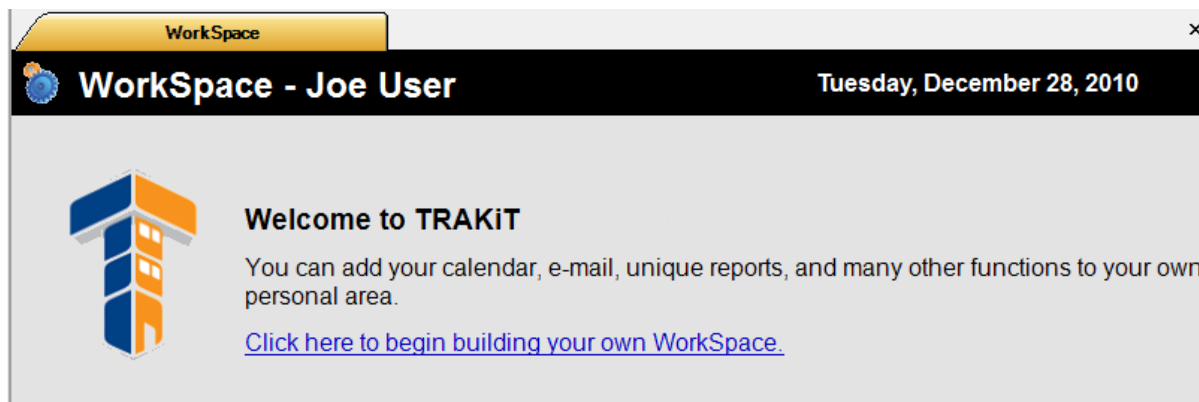 WorkSpace
WorkSpace - Joe User
Tuesday, December 28, 2010
Welcome to TRAKiT
You can add your calendar, e-mail, unique reports, and many other functions to your own
personal area.
Click here to begin building your own WorkSpace.